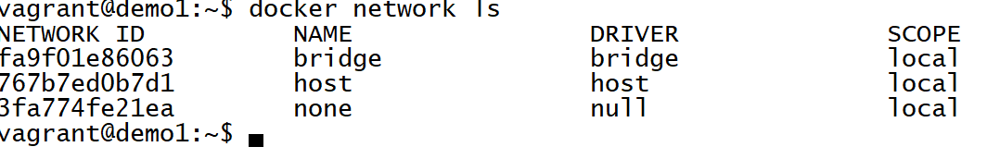 vagrant@demo1:~$ docker network ls
NETWORK ID NAME DRIVER SCOPE
fa9f01e86063 bridge bridge local
767b7ed0b7d1 host host local
3fa774fe21ea none null local
vagrant@demo1:~$